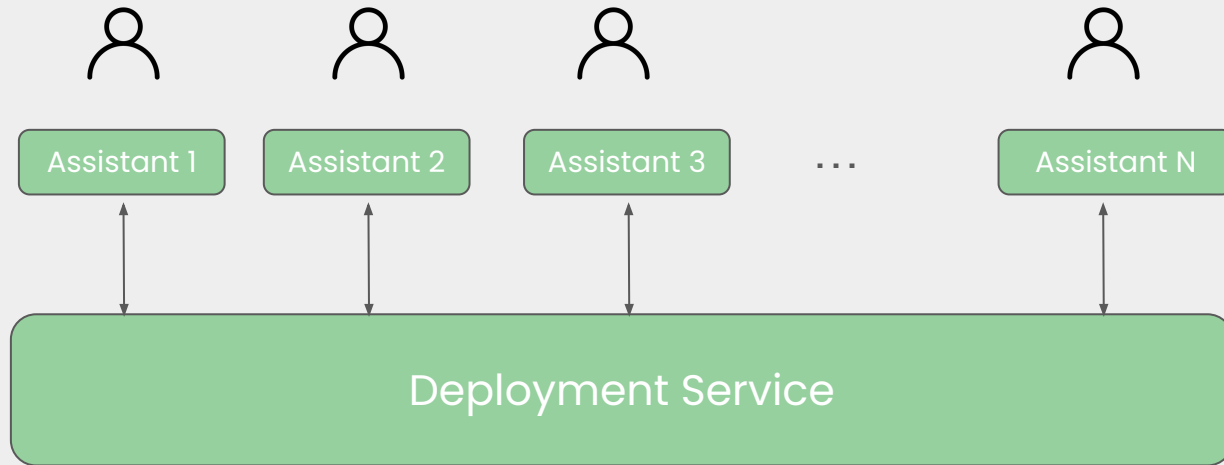 Assistant 1
Assistant 2
Assistant 3
...
Assistant N
Deployment Service